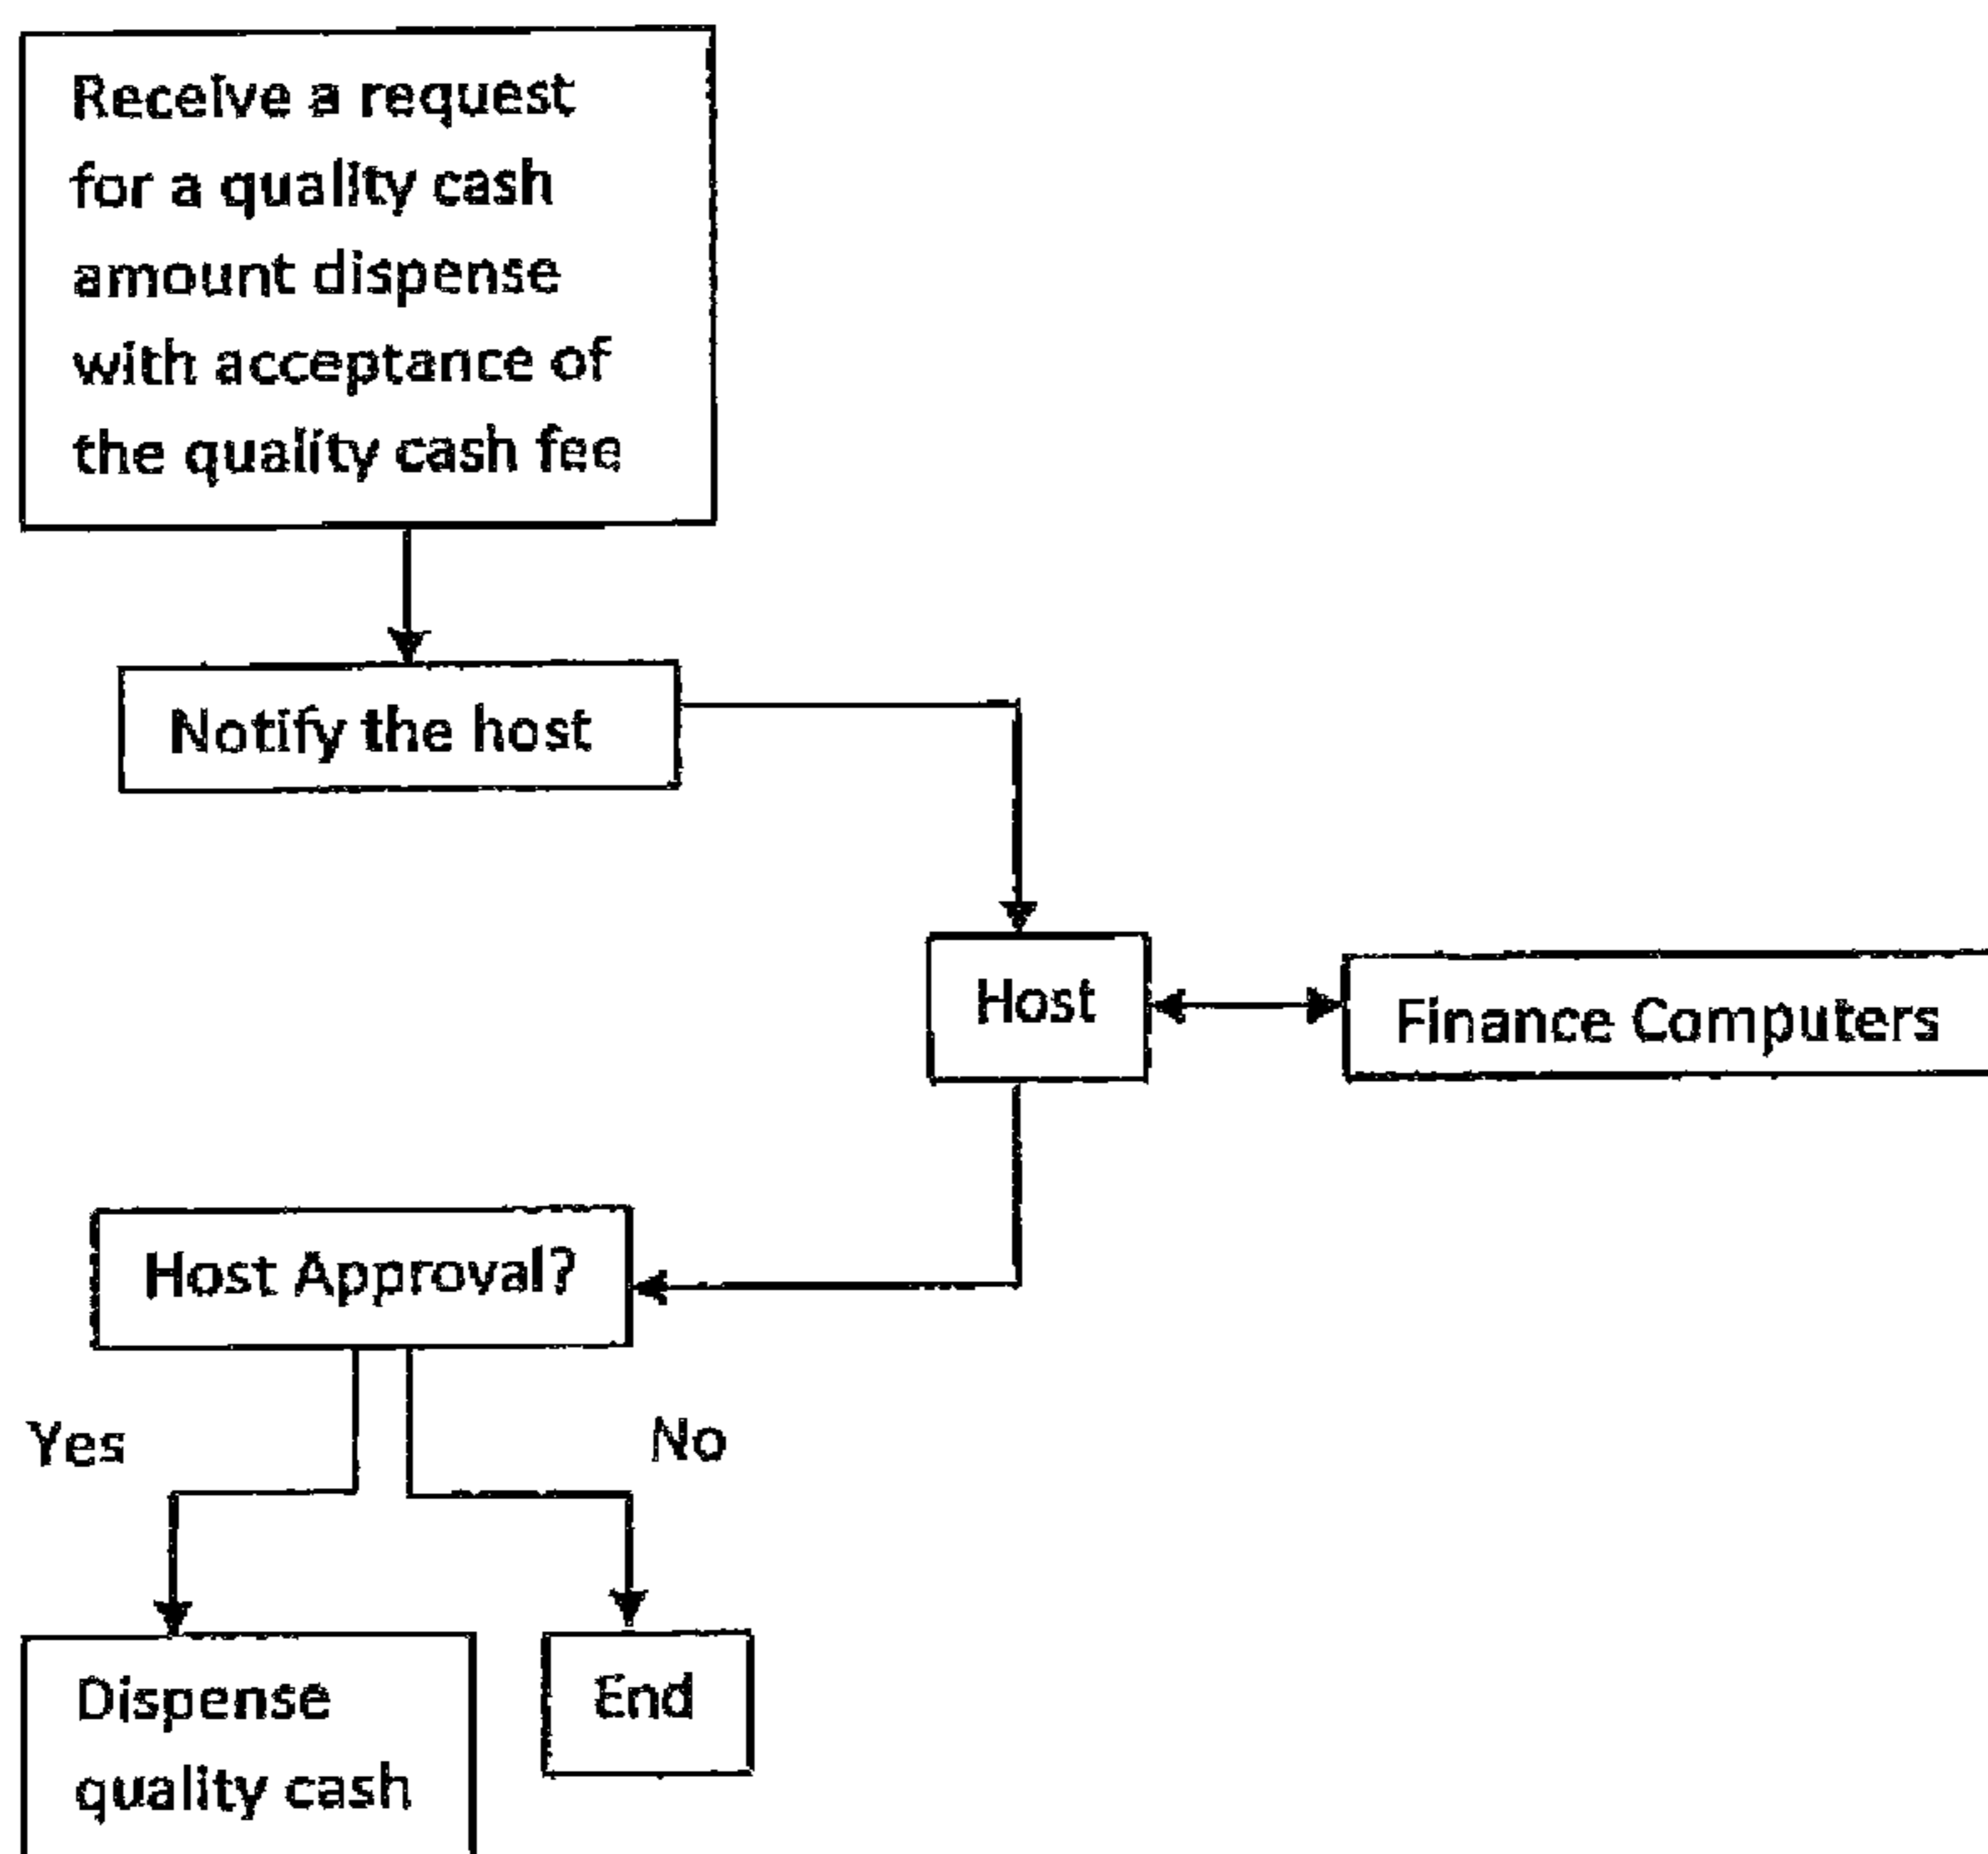 Receive a request
for a quality cash
amount dispense
with acceptance of
the quality cash fee
Notify the host
Host
Finance Computers
Host Approval?
Yes
No
Dispense
quality cash
End